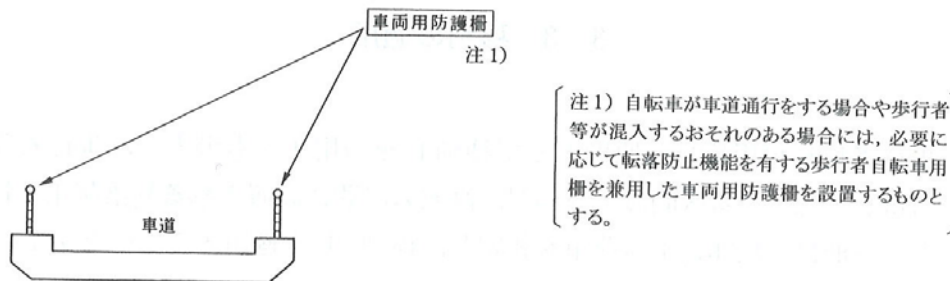 車両用防護柵
注1)
注1) 自転車が車道通行をする場合や歩行者
等が混入するおそれのある場合には, 必要に
応じて転落防止機能を有する歩行者自転車用
柵を兼用した車両用防護柵を設置するものと
する。
車道